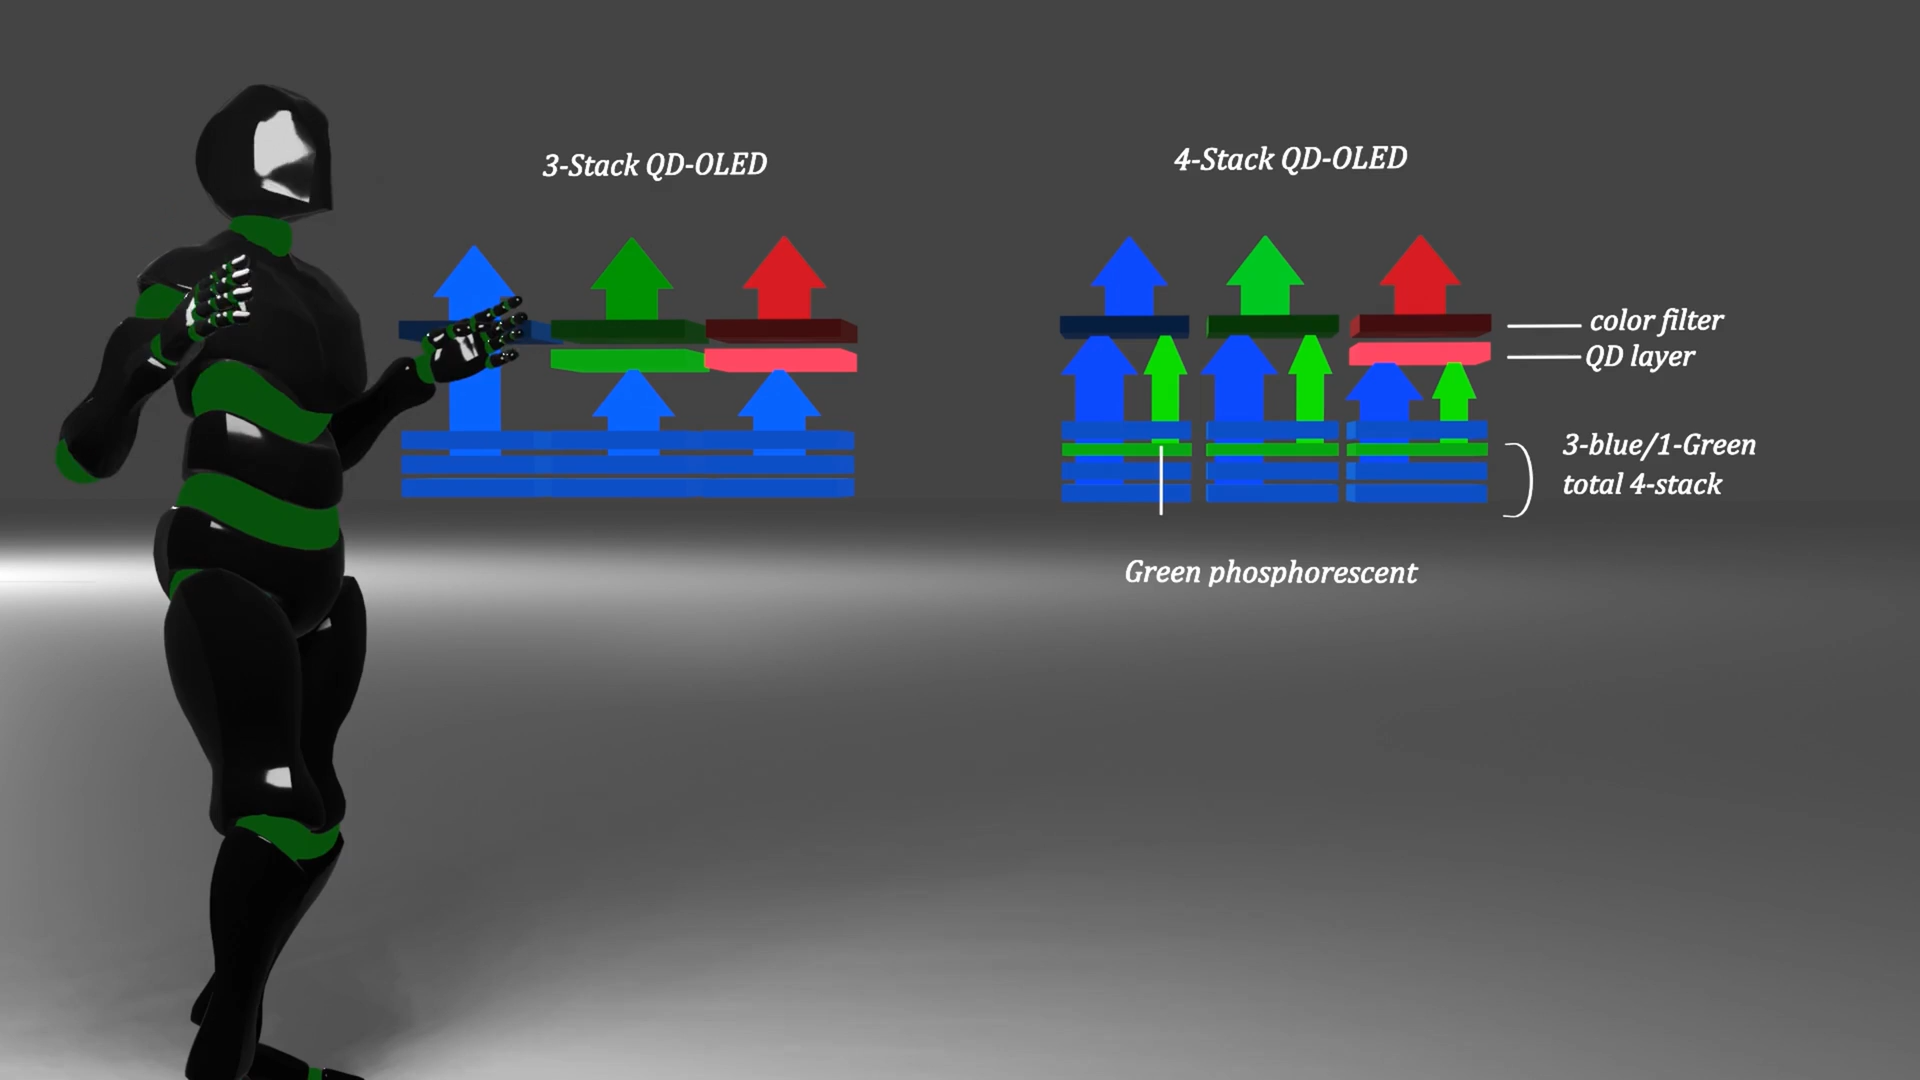 3-Stack QD-OLED
4-Stack QD-OLED
color filter
QD layer
3-blue/1-Green
total 4-stack
Green phosphorescent